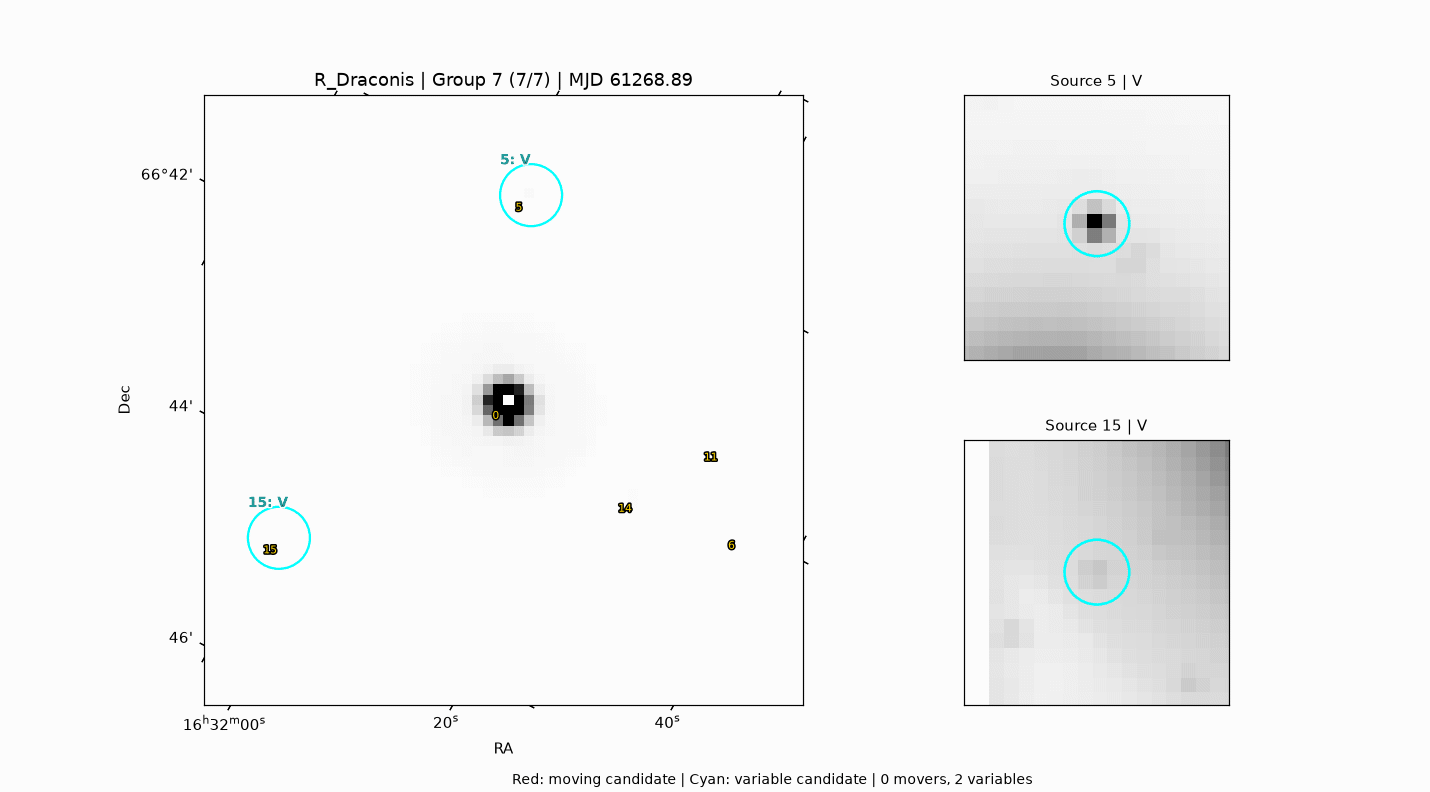 R_Draconis | Group 7 (7/7) | MJD 61268.89
Source 5 | V
5: V
66°42'
5
Dec
44'
0
Source 15 | V
11
15: V
14
6
15
46'
16ʰ32ᵐ00ˢ
20ˢ
40ˢ
RA
Red: moving candidate | Cyan: variable candidate | 0 movers, 2 variables